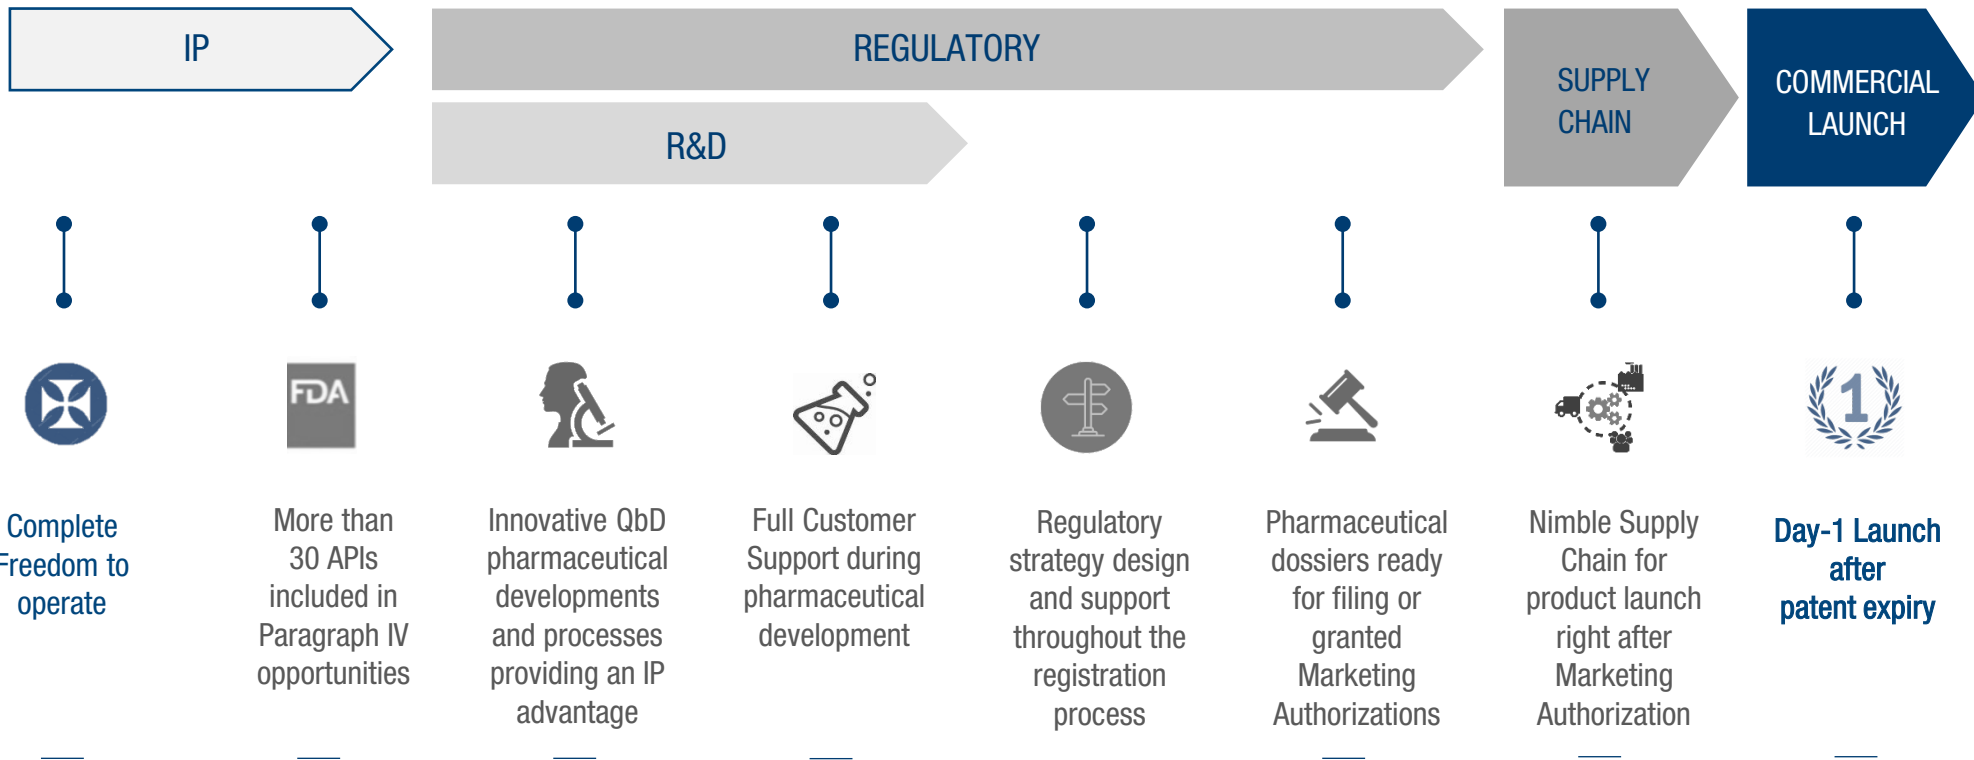 IP
REGULATORY
R&D
SUPPLY
CHAIN
COMMERCIAL
LAUNCH
FDA
1
Complete
Freedom to
operate
More than
30 APIs
included in
Paragraph IV
opportunities
Innovative QbD
pharmaceutical
developments
and processes
providing an IP
advantage
Full Customer
Support during
pharmaceutical
development
Regulatory
strategy design
and support
throughout the
registration
process
Pharmaceutical
dossiers ready
for filing or
granted
Marketing
Authorizations
Nimble Supply
Chain for
product launch
right after
Marketing
Authorization
Day-1 Launch
after
patent expiry